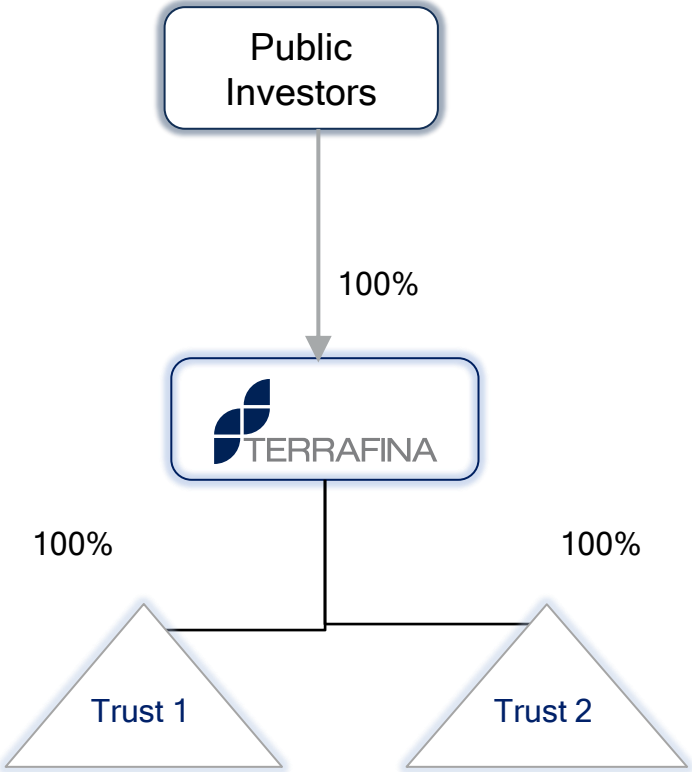 Public
Investors
100%
TERRAFINA
100%
100%
Trust 1
Trust 2